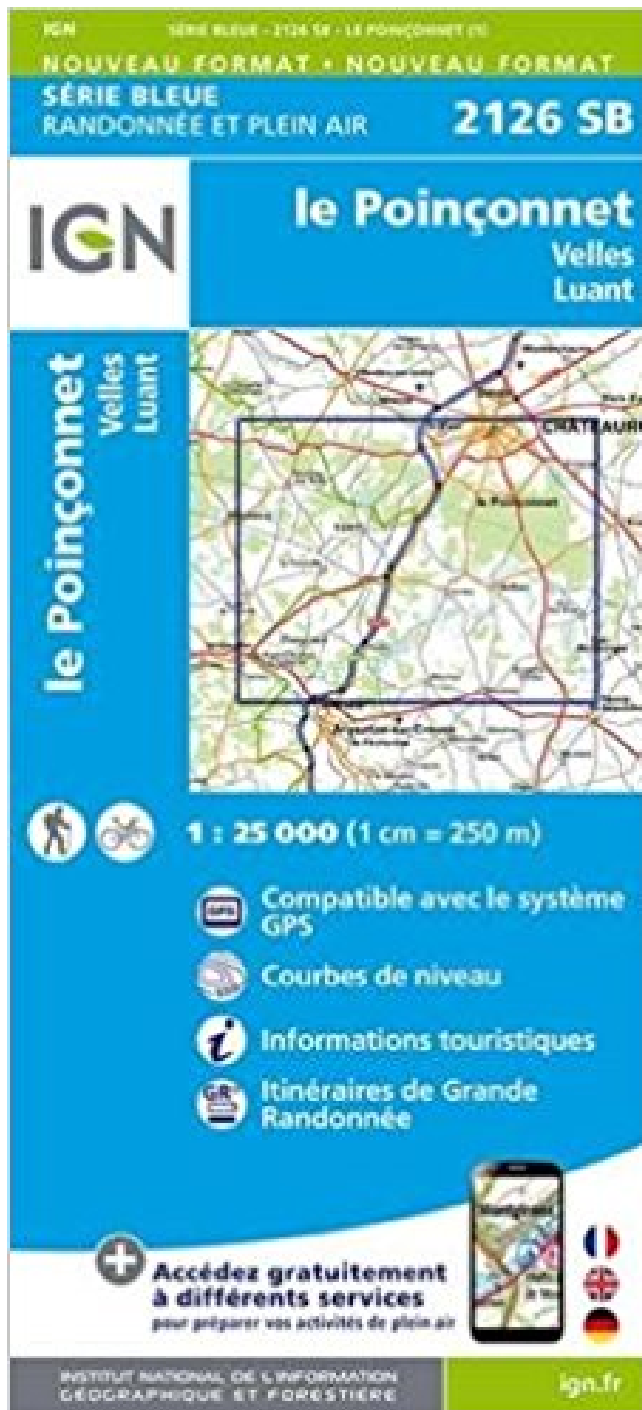 IGN SÉRIE BLEUE - 2126 SB - LE POINÇONNET (1)
NOUVEAU FORMAT • NOUVEAU FORMAT
SÉRIE BLEUE
RANDONNÉE ET PLEIN AIR
2126 SB
IGN
le Poinçonnet
Velles
Luant
le Poinçonnet
Velles
Luant
CHÂTEAUR
le Poinçonnet
1 : 25 000 (1 cm = 250 m)
GPS
Compatible avec le système
GPS
Courbes de niveau
i
Informations touristiques
GR
Itinéraires de Grande
Randonnée
Accédez gratuitement
à différents services
pour préparer vos activités de plein air
INSTITUT NATIONAL DE L'INFORMATION
GÉOGRAPHIQUE ET FORESTIÈRE
ign.fr